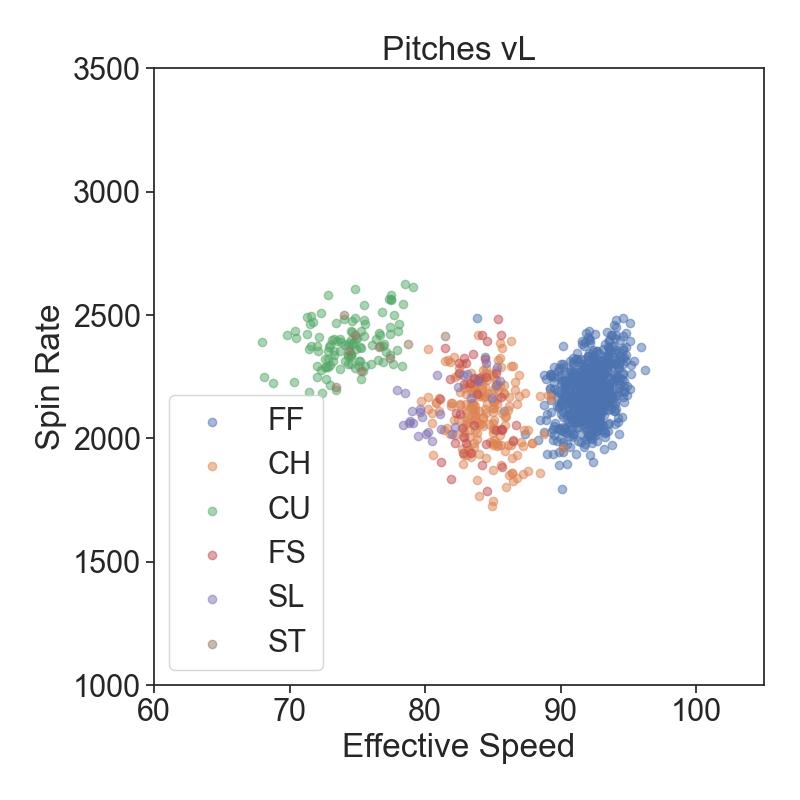 Pitches vL
3500
3000
2500
2000
1500
1000
Spin Rate
FF
CH
CU
FS
SL
ST
60 70 80 90 100
Effective Speed